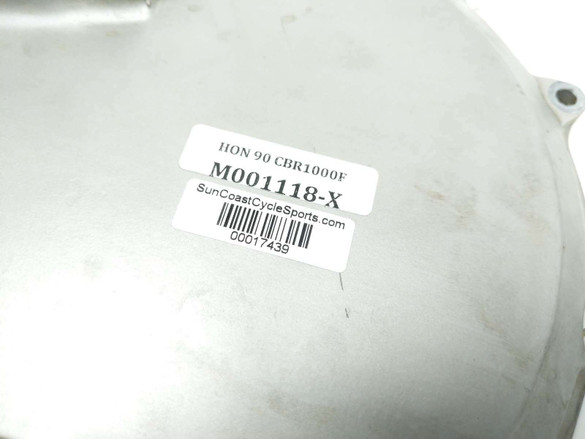 HON 90 CBR1000F
M001118-X
SunCoastCycleSports.com
00017439